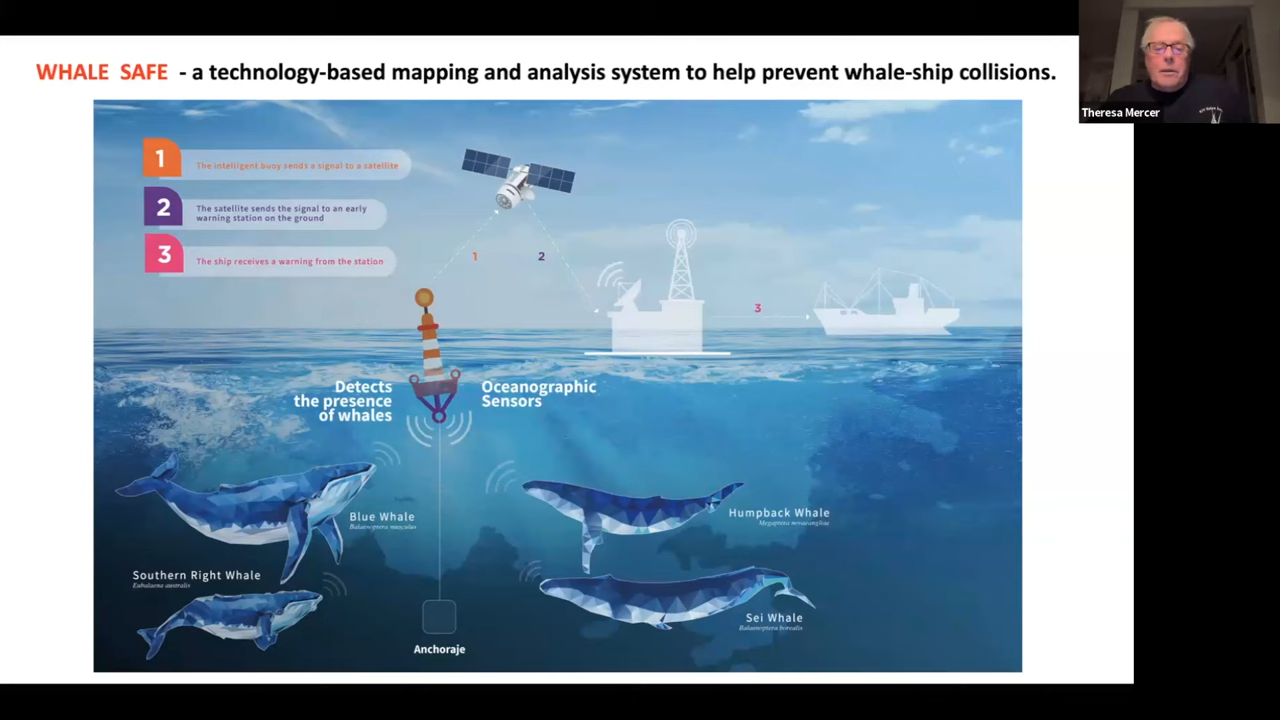 WHALE SAFE - a technology-based mapping and analysis system to help prevent whale-ship collisions.
Theresa Mercer
1
The intelligent buoy sends a signal to a satellite
2
The satellite sends the signal to an early
warning station on the ground
3
The ship receives a warning from the station
1
2
3
Detects
the presence
of whales
Oceanographic
Sensors
Blue Whale
Balaenoptera musculus
Humpback Whale
Megaptera novaeangliae
Southern Right Whale
Eubalaena australis
Sei Whale
Balaenoptera borealis
Anchoraje